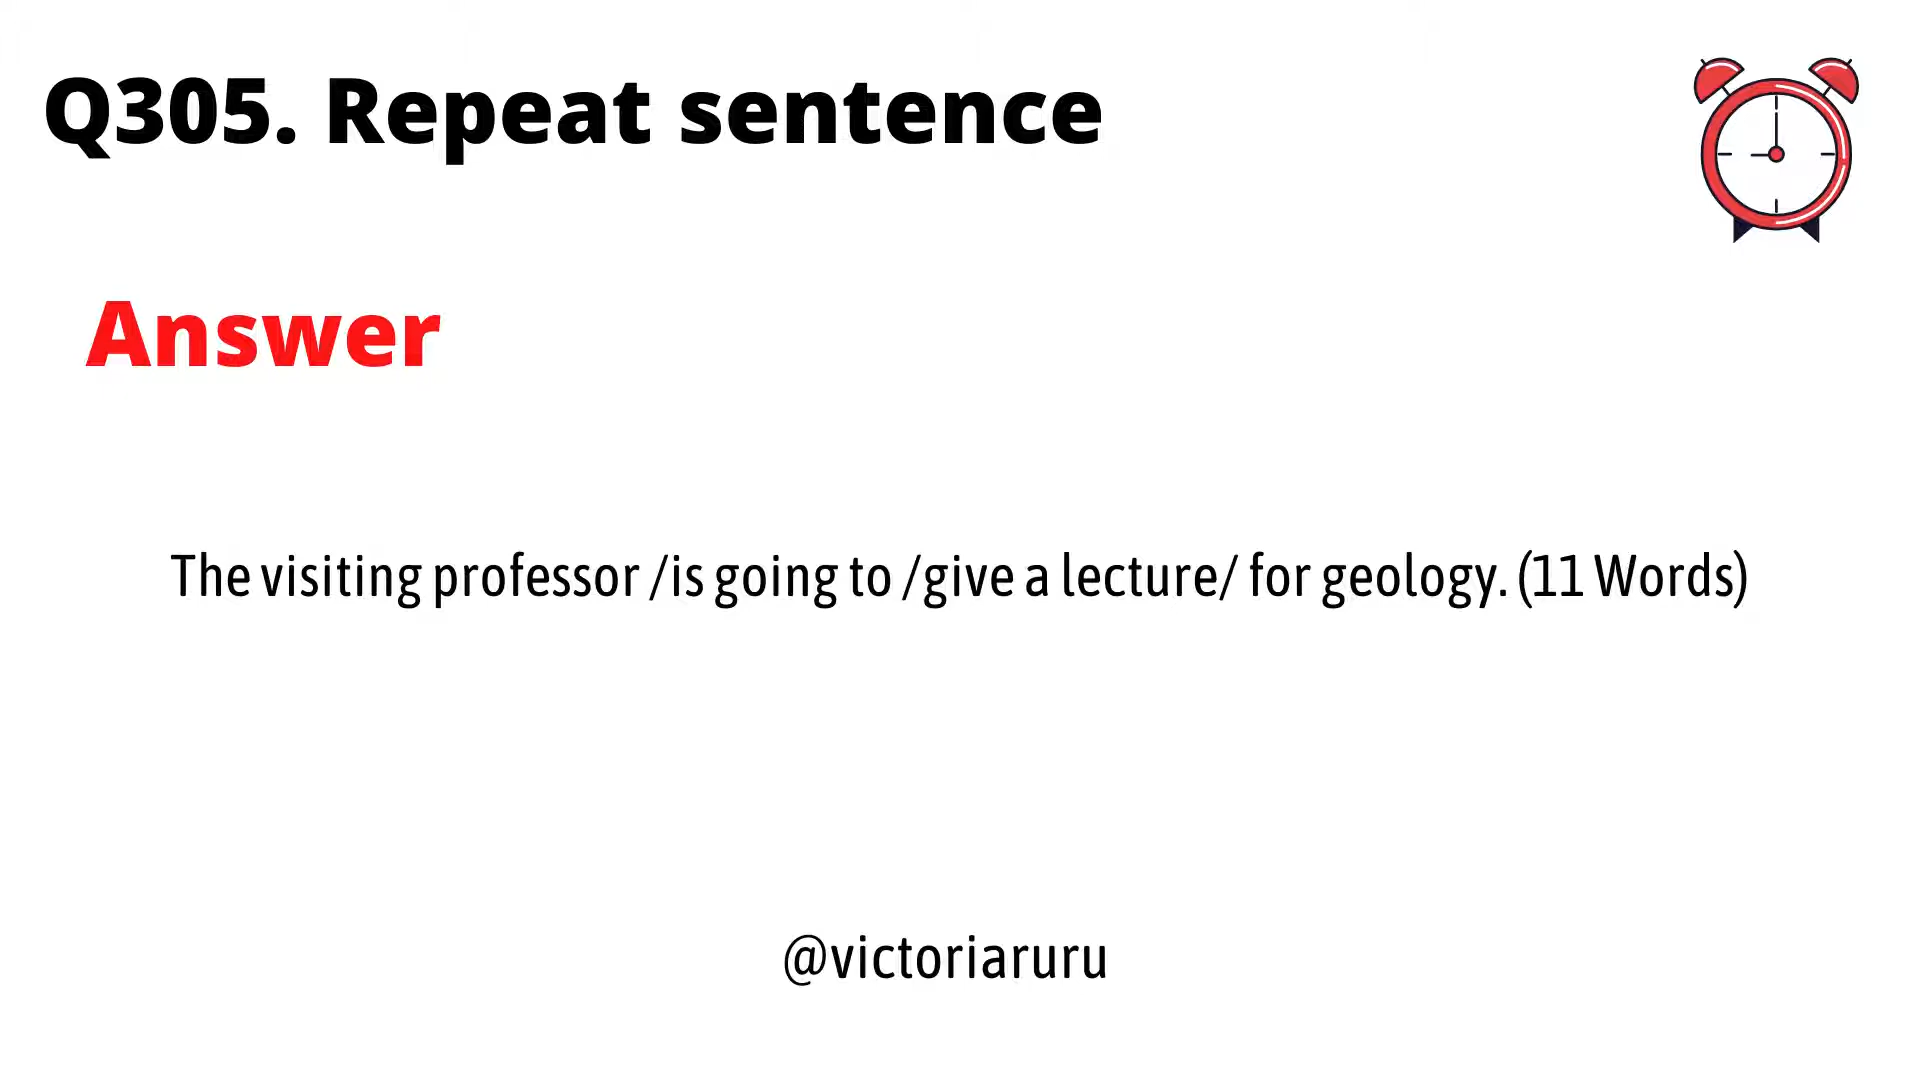 Q305. Repeat sentence
Answer
The visiting professor /is going to /give a lecture/ for geology. (11 Words)
@victoriaruru